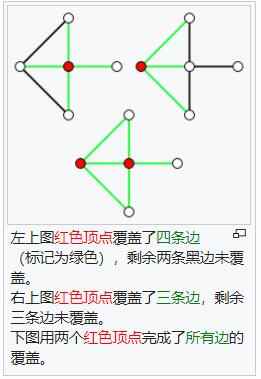 左上图红色顶点覆盖了四条边
（标记为绿色），剩余两条黑边未覆
盖。
右上图红色顶点覆盖了三条边，剩余
三条边未覆盖。
下图用两个红色顶点完成了所有边的
覆盖。